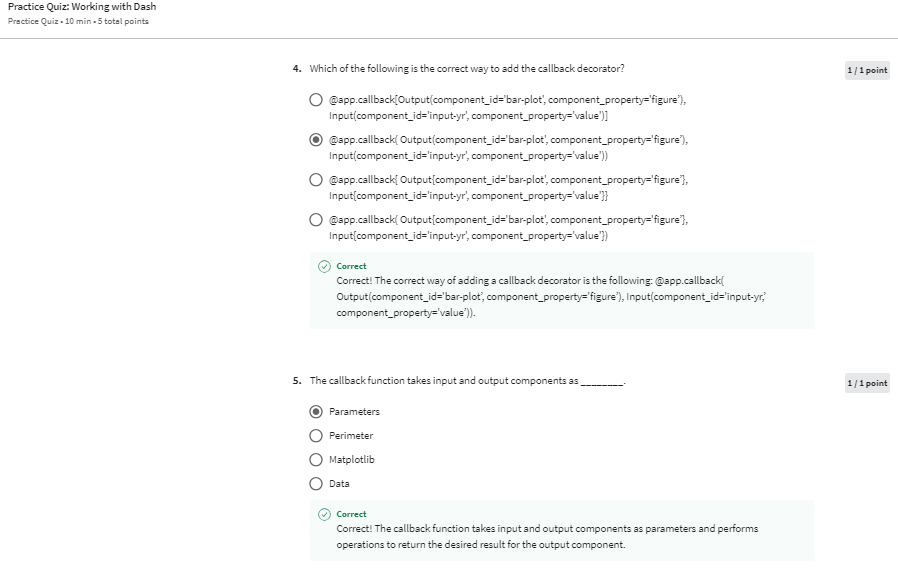 Practice Quiz: Working with Dash
Practice Quiz • 10 min • 5 total points
4. Which of the following is the correct way to add the callback decorator?
1 / 1 point
@app.callback[Output(component_id='bar-plot', component_property='figure'),
Input(component_id='input-yr', component_property='value')]
@app.callback( Output(component_id='bar-plot', component_property='figure'),
Input(component_id='input-yr', component_property='value'))
@app.callback{ Output{component_id='bar-plot', component_property='figure'},
Input{component_id='input-yr', component_property='value'}}
@app.callback( Output{component_id='bar-plot', component_property='figure'},
Input{component_id='input-yr', component_property='value'})
Correct
Correct! The correct way of adding a callback decorator is the following: @app.callback(
Output(component_id='bar-plot', component_property='figure'), Input(component_id='input-yr,'
component_property='value')).
5. The callback function takes input and output components as ________.
1 / 1 point
Parameters
Perimeter
Matplotlib
Data
Correct
Correct! The callback function takes input and output components as parameters and performs
operations to return the desired result for the output component.